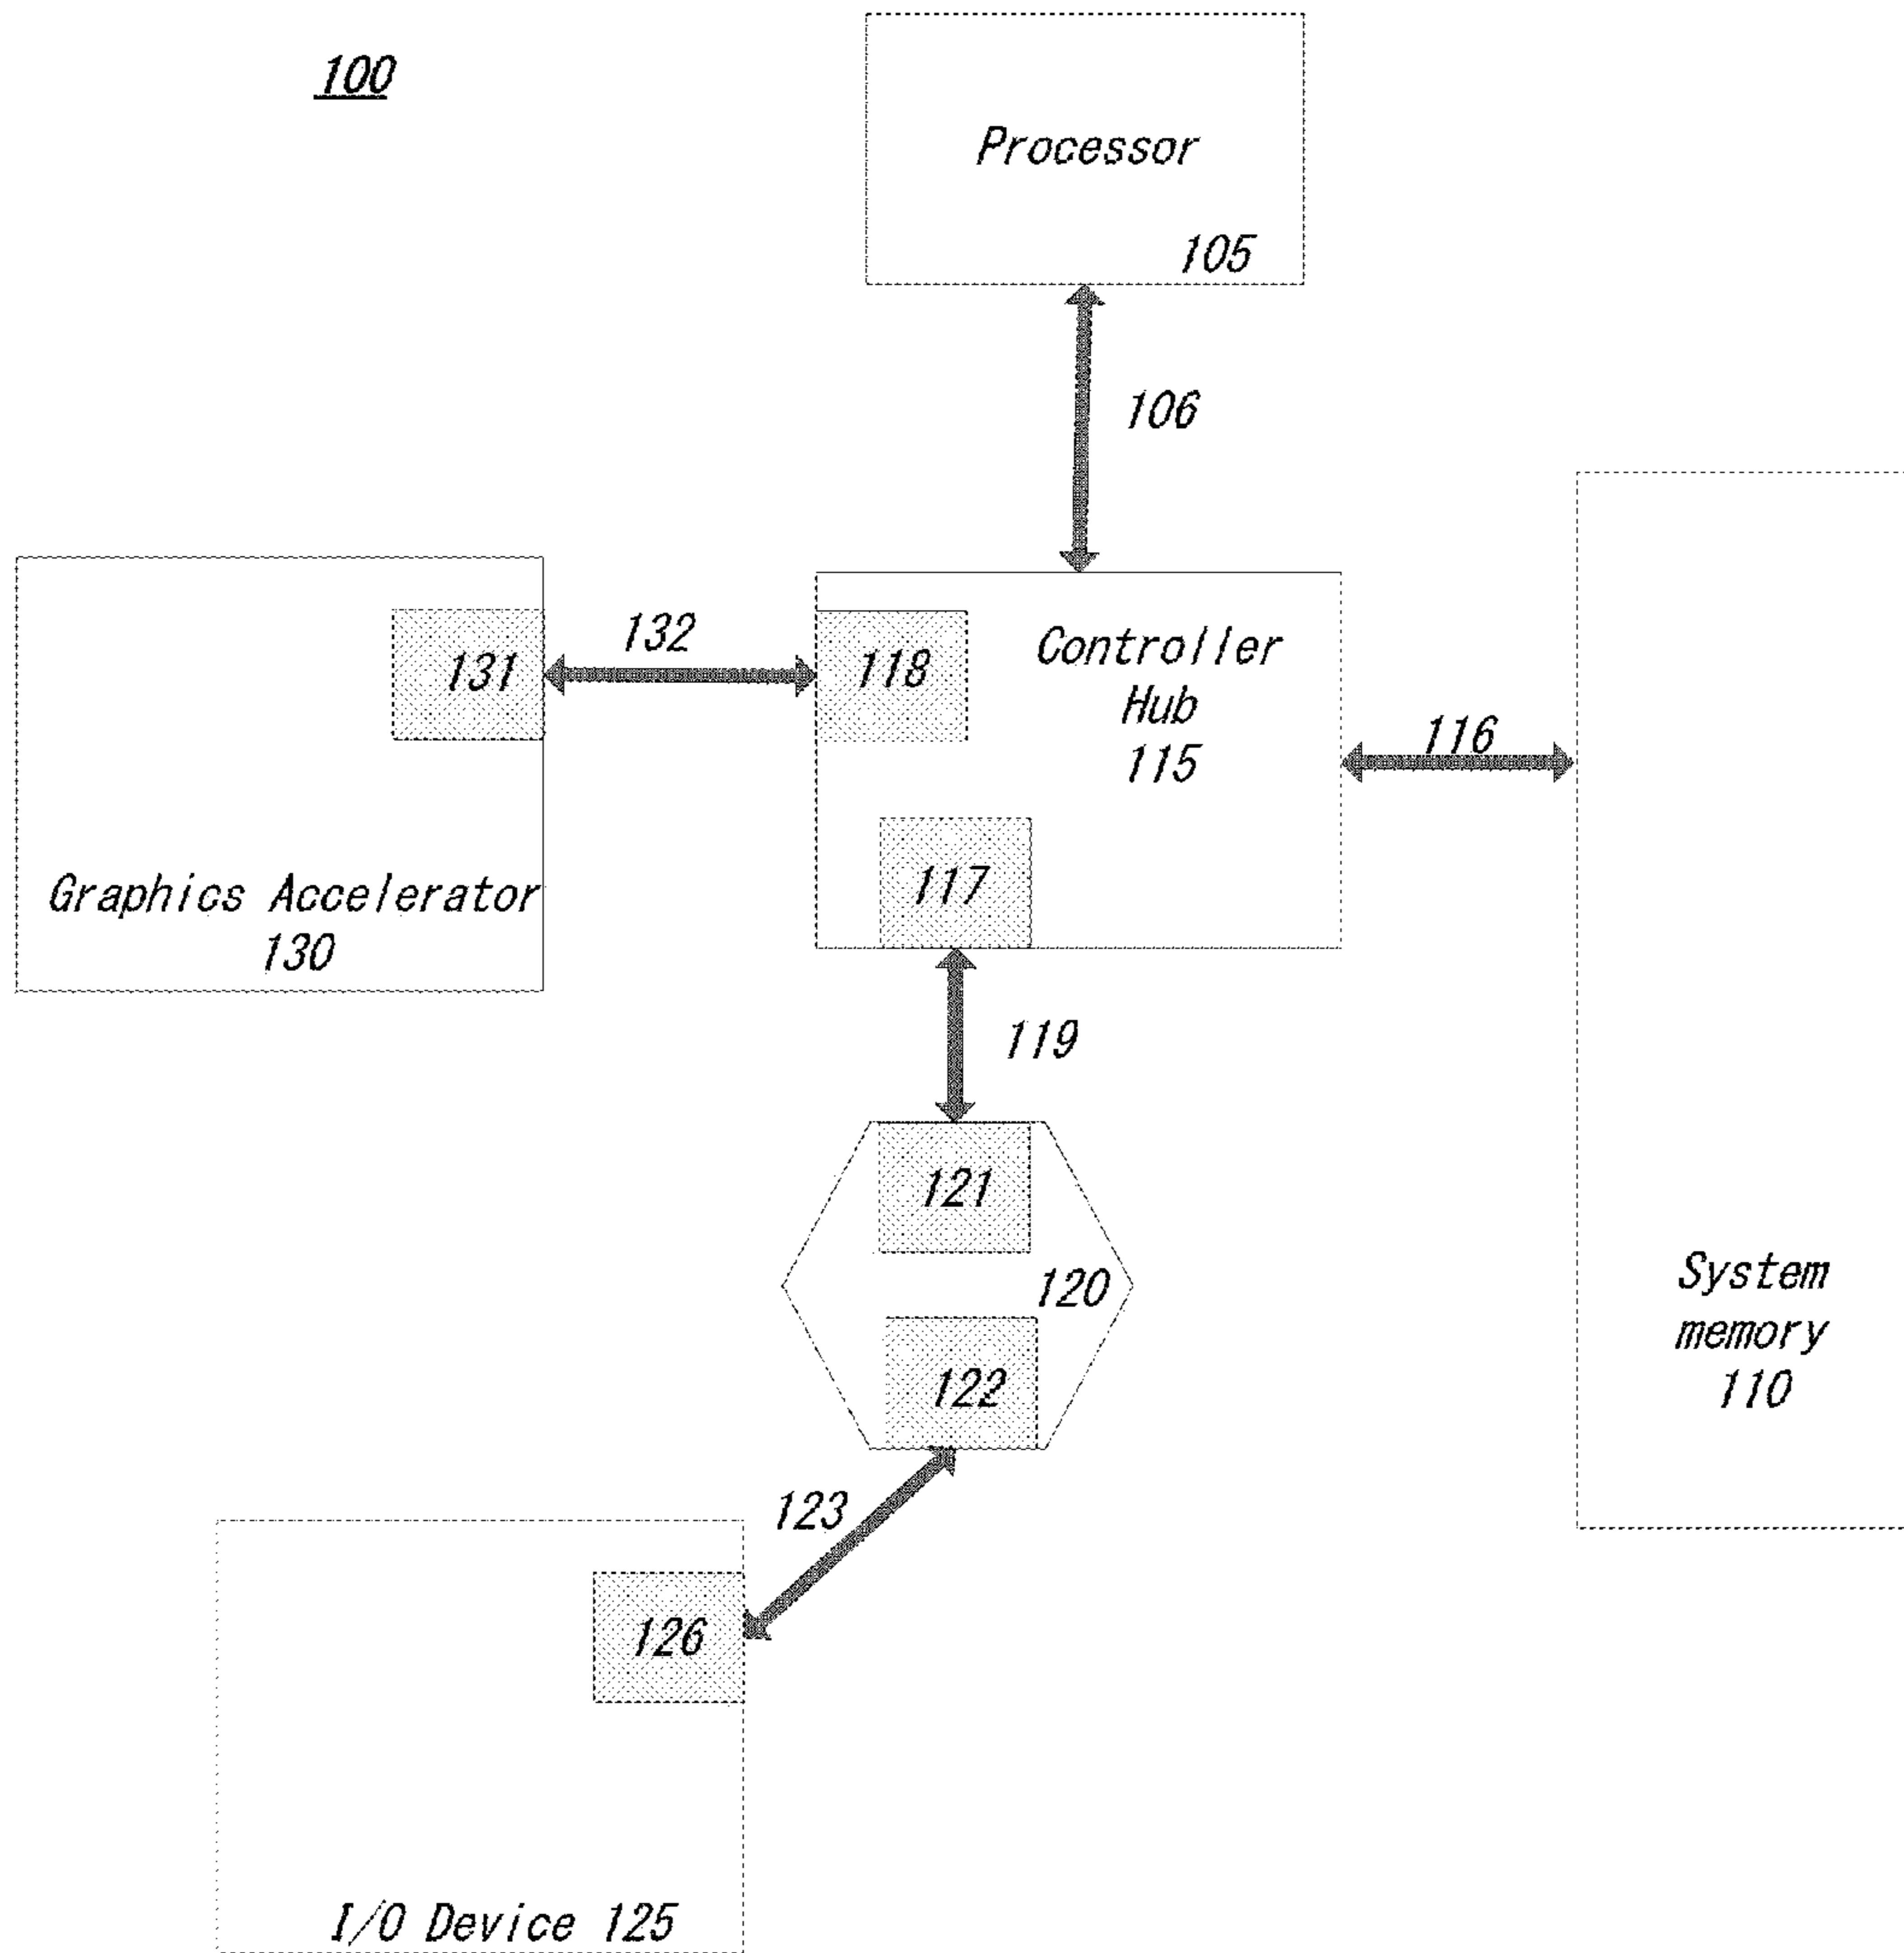 100
Processor
105
106
131
132
118
Controller
Hub
115
116
117
Graphics Accelerator
130
119
121
120
122
System
memory
110
123
126
I/O Device 125